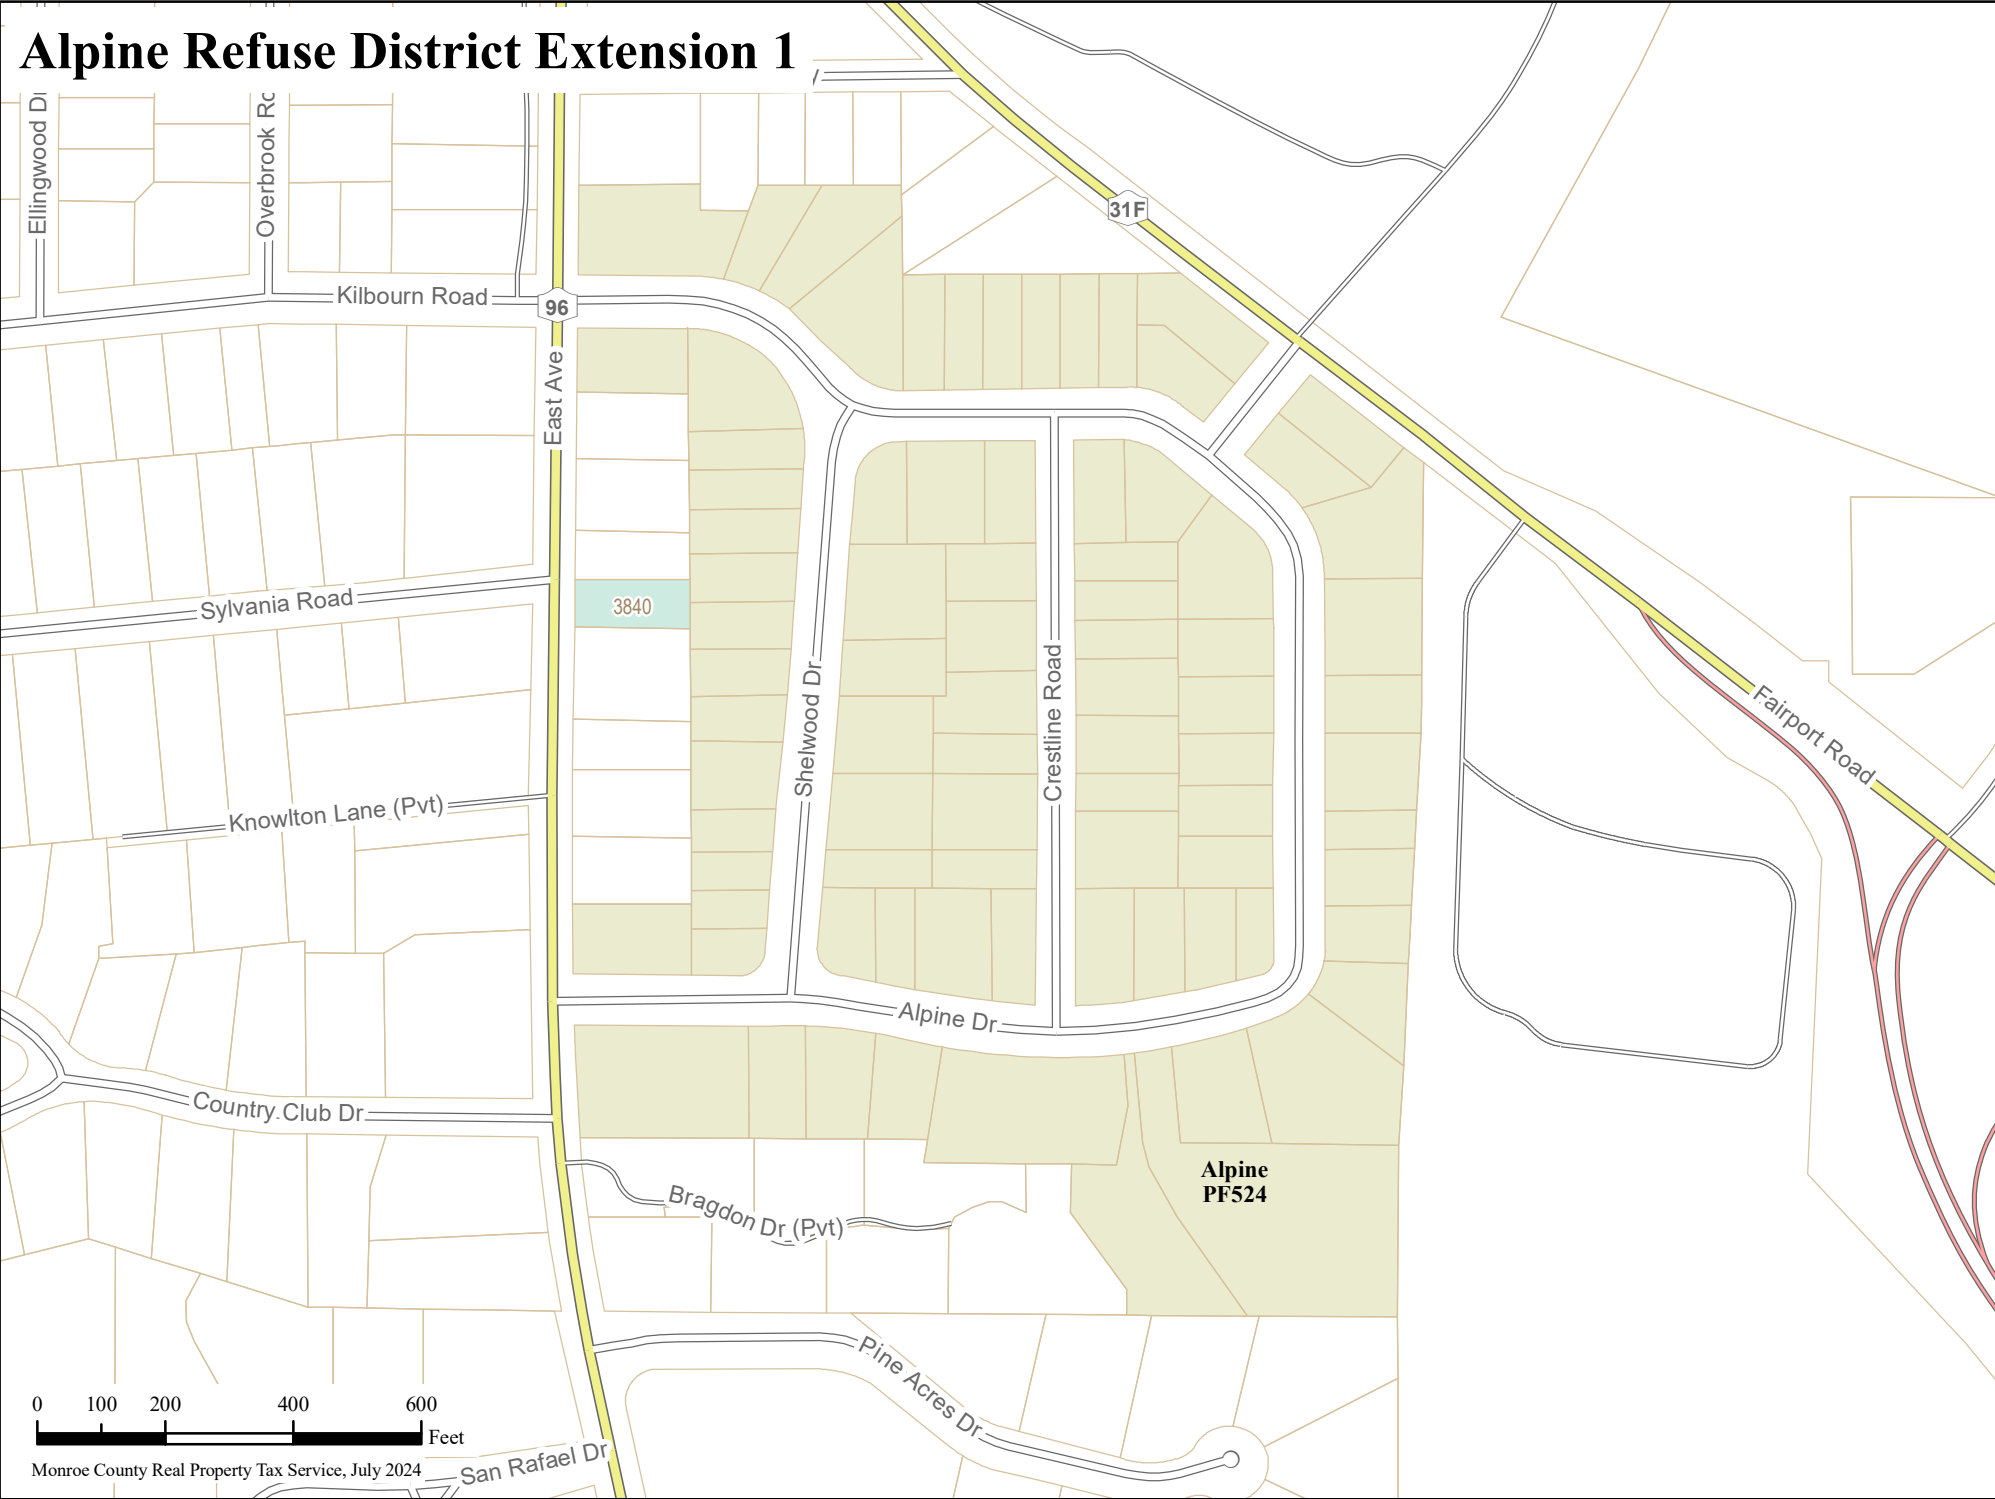 Alpine Refuse District Extension 1
Ellingwood Dr
Overbrook Ro
31F
Kilbourn Road
96
East Ave
Sylvania Road
3840
Shelwood Dr
Crestline Road
Fairport Road
Knowlton Lane (Pvt)
Alpine Dr
Country Club Dr
Alpine
PF524
Bragdon Dr (Pvt)
Pine Acres Dr
0 100 200 400 600
Feet
San Rafael Dr
Monroe County Real Property Tax Service, July 2024